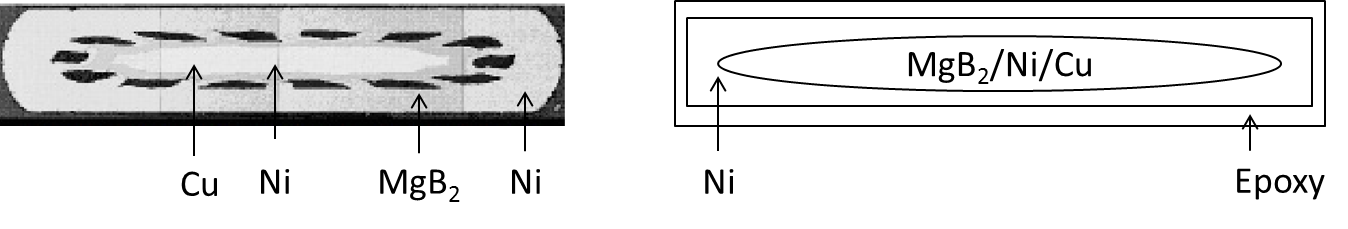 MgB₂/Ni/Cu
Cu Ni MgB₂ Ni
Ni Epoxy